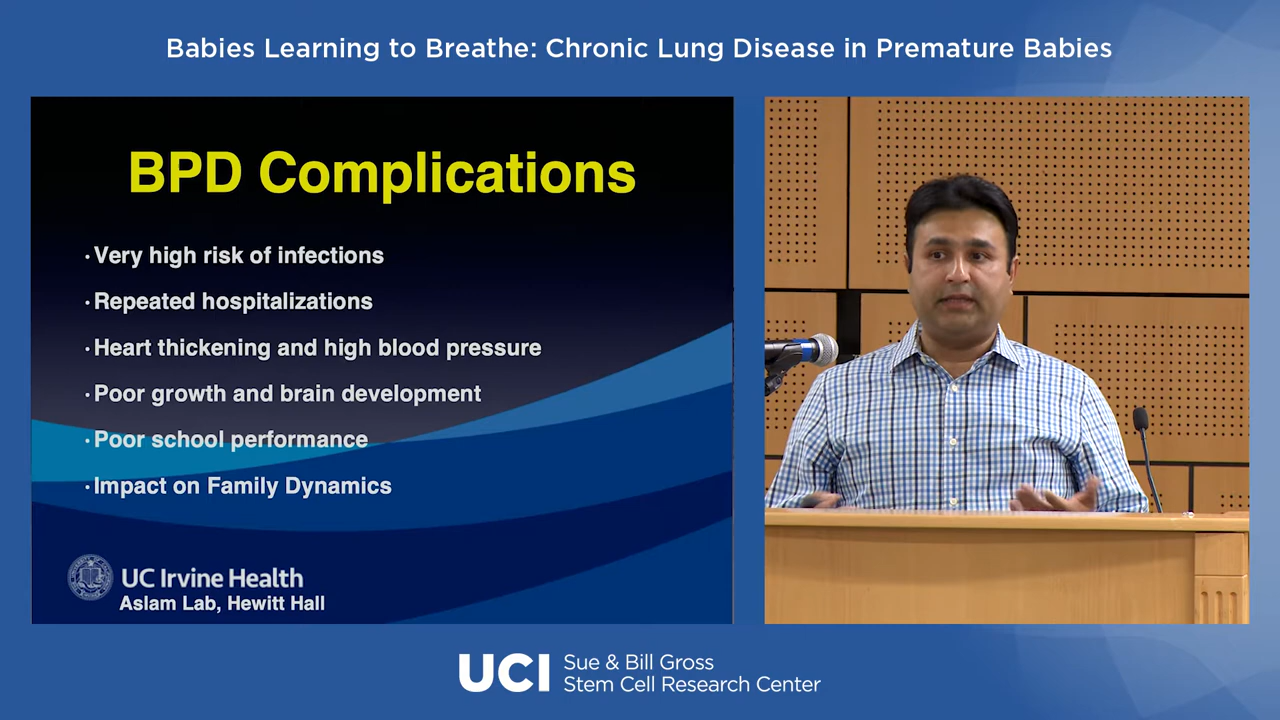 Babies Learning to Breathe: Chronic Lung Disease in Premature Babies
BPD Complications
· Very high risk of infections
· Repeated hospitalizations
· Heart thickening and high blood pressure
· Poor growth and brain development
· Poor school performance
· Impact on Family Dynamics
UC Irvine Health
Aslam Lab, Hewitt Hall
UCI
Sue & Bill Gross
Stem Cell Research Center